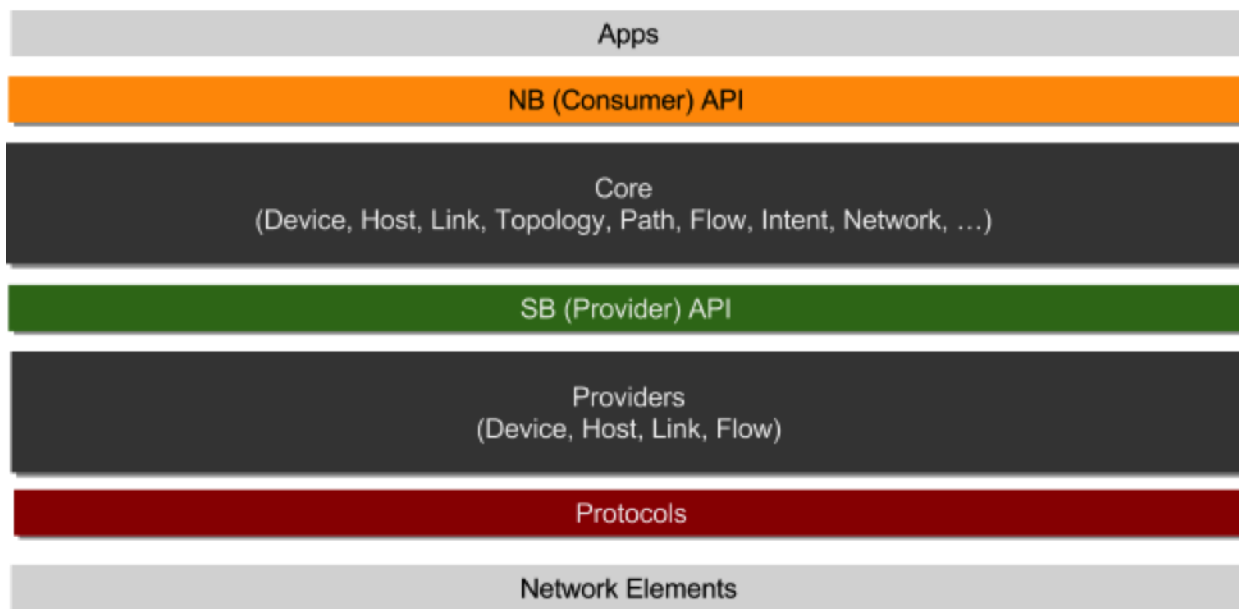 Apps
NB (Consumer) API
Core
(Device, Host, Link, Topology, Path, Flow, Intent, Network, …)
SB (Provider) API
Providers
(Device, Host, Link, Flow)
Protocols
Network Elements